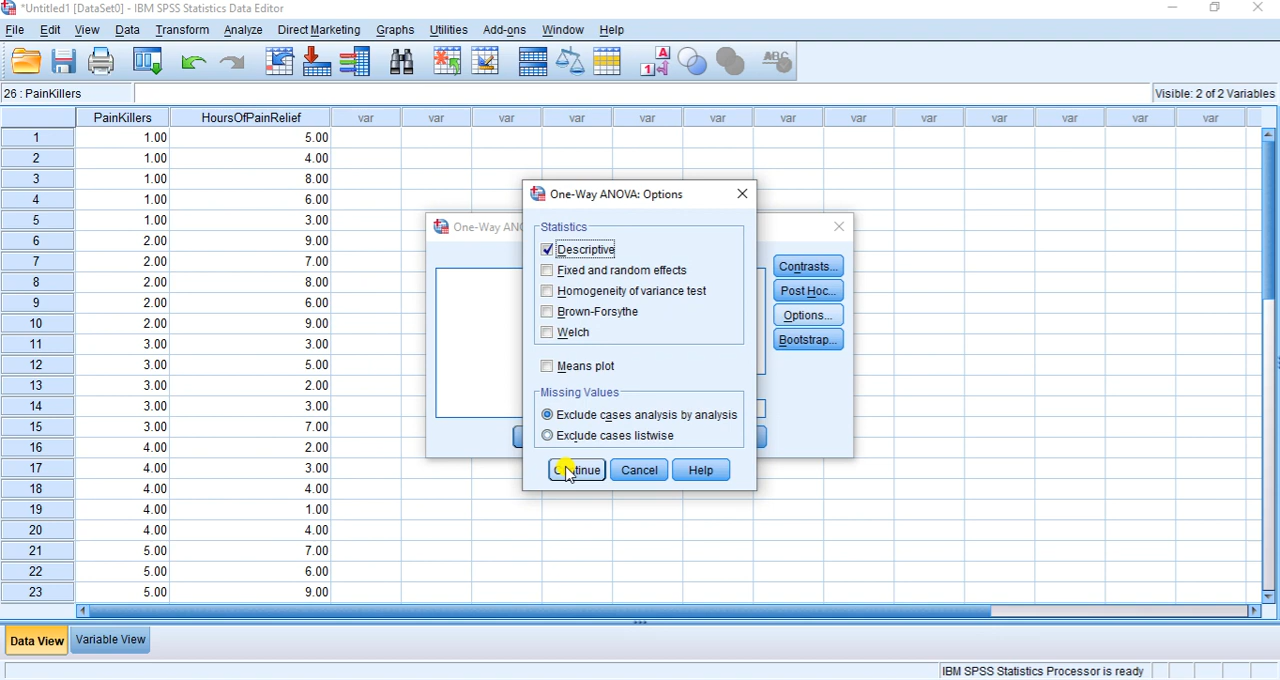 *Untitled1 [DataSet0] - IBM SPSS Statistics Data Editor
File Edit View Data Transform Analyze Direct Marketing Graphs Utilities Add-ons Window Help
26 : PainKillers Visible: 2 of 2 Variables
PainKillers HoursOfPainRelief var var var var var var var var var var var var var
1 1.00 5.00
2 1.00 4.00
3 1.00 8.00
4 1.00 6.00
5 1.00 3.00
6 2.00 9.00
7 2.00 7.00
8 2.00 8.00
9 2.00 6.00
10 2.00 9.00
11 3.00 3.00
12 3.00 5.00
13 3.00 2.00
14 3.00 3.00
15 3.00 7.00
16 4.00 2.00
17 4.00 3.00
18 4.00 4.00
19 4.00 1.00
20 4.00 4.00
21 5.00 7.00
22 5.00 6.00
23 5.00 9.00
One-Way ANO
Contrasts...
Post Hoc...
Options...
Bootstrap...
One-Way ANOVA: Options
Statistics
Descriptive
Fixed and random effects
Homogeneity of variance test
Brown-Forsythe
Welch
Means plot
Missing Values
Exclude cases analysis by analysis
Exclude cases listwise
Continue Cancel Help
Data View Variable View
IBM SPSS Statistics Processor is ready